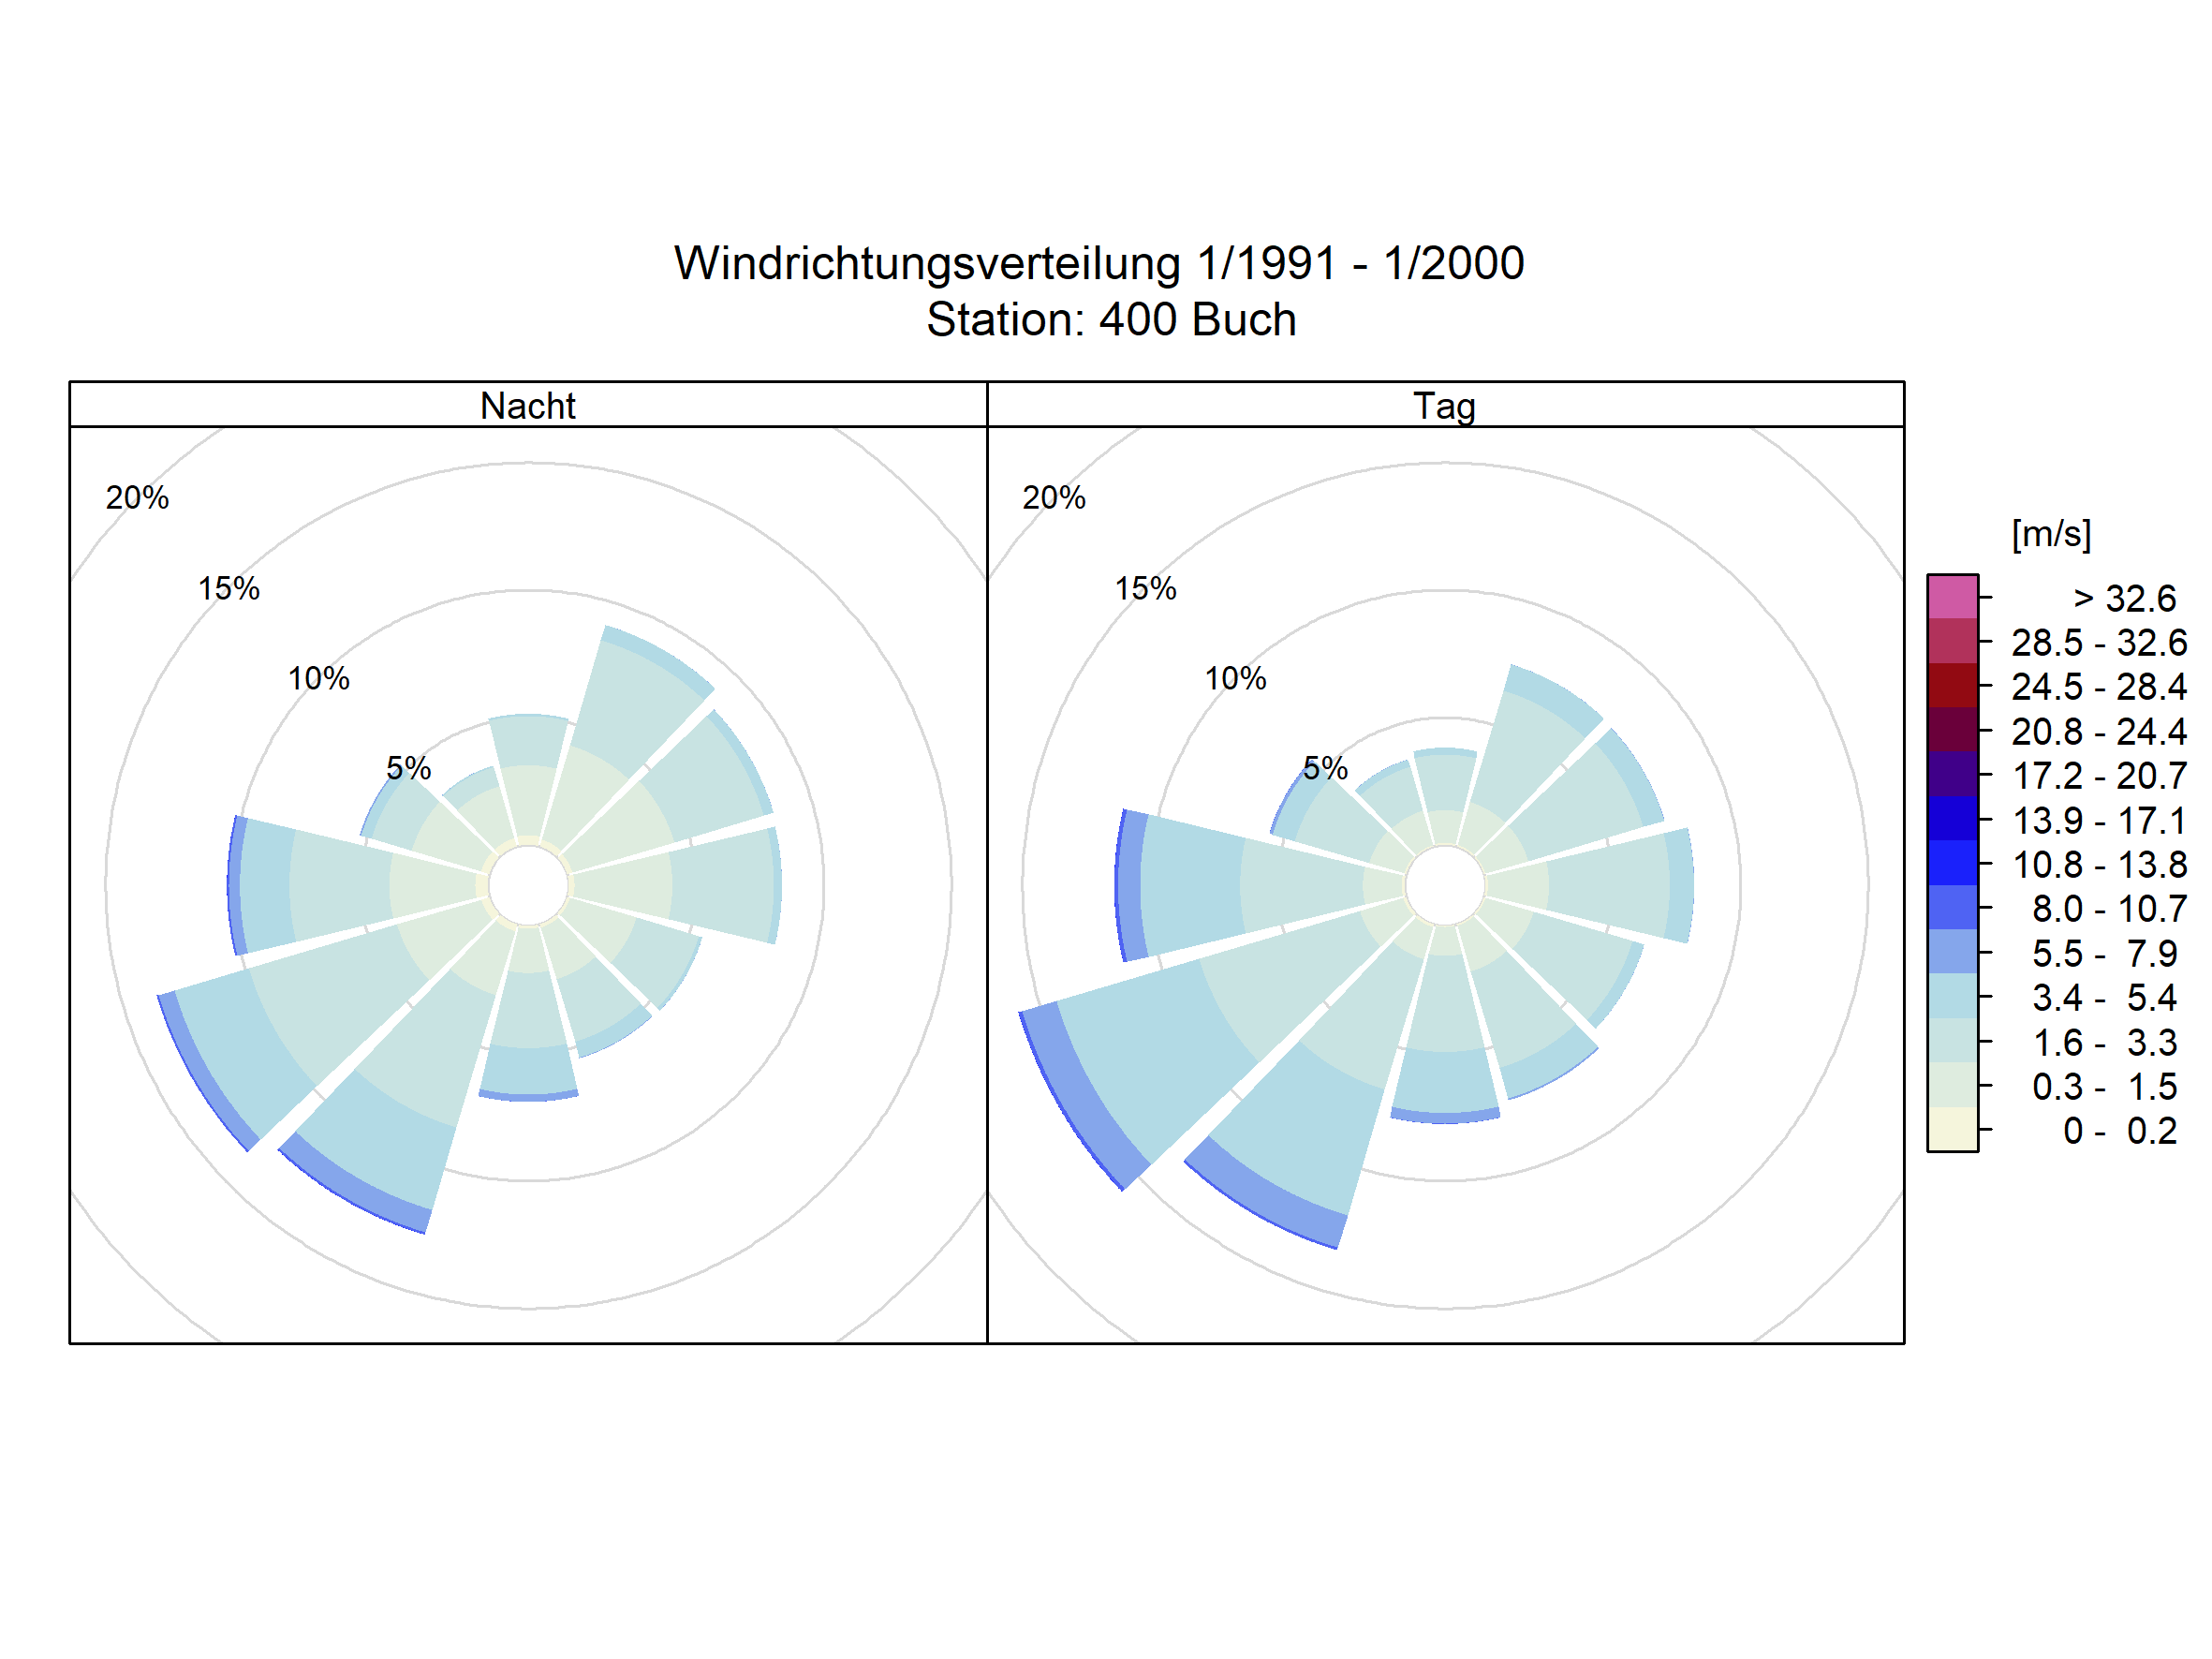 Windrichtungsverteilung 1/1991 - 1/2000
Station: 400 Buch
Nacht
20%
15%
10%
5%
Tag
20%
15%
10%
5%
[m/s]
> 32.6
28.5 - 32.6
24.5 - 28.4
20.8 - 24.4
17.2 - 20.7
13.9 - 17.1
10.8 - 13.8
8.0 - 10.7
5.5 - 7.9
3.4 - 5.4
1.6 - 3.3
0.3 - 1.5
0 - 0.2